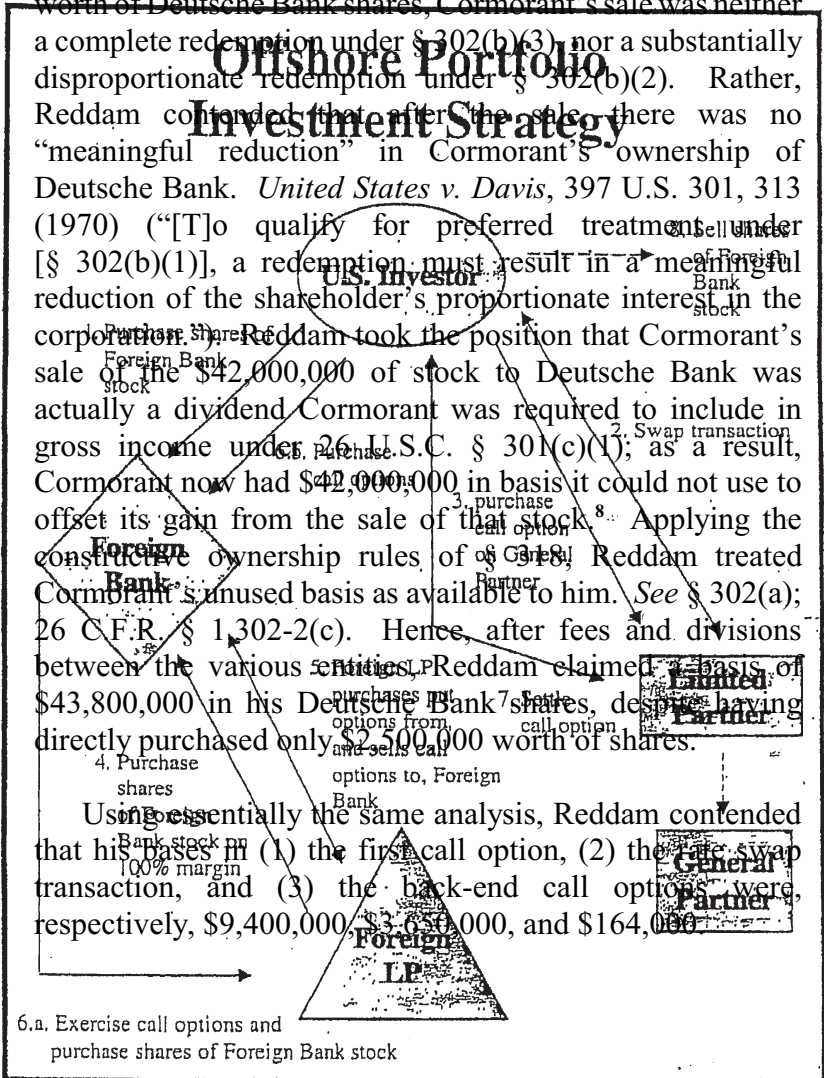 worth of Deutsche Bank shares, Cormorant's sale was neither
a complete redemption under § 302(b)(3), nor a substantially
disproportionate redemption under § 302(b)(2). Rather,
Reddam contended that after the sale, there was no
“meaningful reduction” in Cormorant's ownership of
Deutsche Bank. United States v. Davis, 397 U.S. 301, 313
(1970) (“[T]o qualify for preferred treatment under
[§ 302(b)(1)], a redemption must result in a meaningful
reduction of the shareholder's proportionate interest in the
corporation.”). Reddam took the position that Cormorant's
sale of the $42,000,000 of stock to Deutsche Bank was
actually a dividend Cormorant was required to include in
gross income under 26 U.S.C. § 301(c)(1); as a result,
Cormorant now had $42,000,000 in basis it could not use to
offset its gain from the sale of that stock.8 Applying the
constructive ownership rules of § 318, Reddam treated
Cormorant's unused basis as available to him. See § 302(a);
26 C.F.R. § 1.302-2(c). Hence, after fees and divisions
between the various entities, Reddam claimed a basis of
$43,800,000 in his Deutsche Bank shares, despite having
directly purchased only $2,500,000 worth of shares.
Using essentially the same analysis, Reddam contended
that his bases in (1) the first call option, (2) the rate swap
transaction, and (3) the back-end call options were,
respectively, $9,400,000, $3,650,000, and $164,000.
Offshore Portfolio
Investment Strategy
U.S. Investor
8. Sell shares
of Foreign
Bank
stock
1. Purchase shares of
Foreign Bank
stock
2. Swap transaction
6.b. Purchase
call options
3. purchase
call option
on General
Partner
Foreign
Bank
5. Foreign LP
purchases put
options from,
and sells call
options to, Foreign
Bank
7. Settle
call option
Limited
Partner
4. Purchase
shares
of Foreign
Bank stock on
100% margin
General
Partner
Foreign
LP
6.a. Exercise call options and
purchase shares of Foreign Bank stock